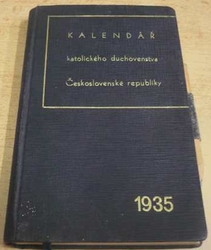 KALENDÁŘ
katolického duchovenstva
Československé republiky
1935